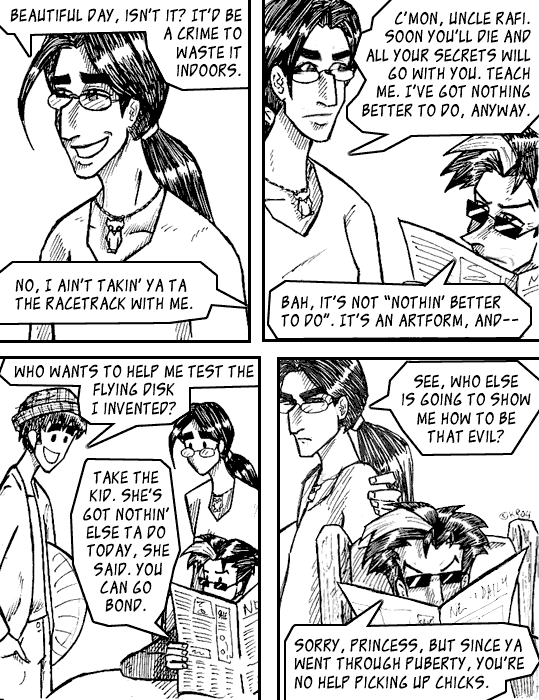 BEAUTIFUL DAY, ISN'T IT? IT'D BE
A CRIME TO
WASTE IT
INDOORS.
NO, I AIN'T TAKIN' YA TA
THE RACETRACK WITH ME.
C'MON, UNCLE RAFI.
SOON YOU'LL DIE AND
ALL YOUR SECRETS WILL
GO WITH YOU. TEACH
ME. I'VE GOT NOTHING
BETTER TO DO, ANYWAY.
BAH, IT'S NOT "NOTHIN' BETTER
TO DO". IT'S AN ARTFORM, AND--
WHO WANTS TO HELP ME TEST THE
FLYING DISK
I INVENTED?
TAKE THE
KID. SHE'S
GOT NOTHIN'
ELSE TA DO
TODAY, SHE
SAID. YOU
CAN GO
BOND.
SEE, WHO ELSE
IS GOING TO SHOW
ME HOW TO BE
THAT EVIL?
DAILY
SORRY, PRINCESS, BUT SINCE YA
WENT THROUGH PUBERTY, YOU'RE
NO HELP PICKING UP CHICKS.